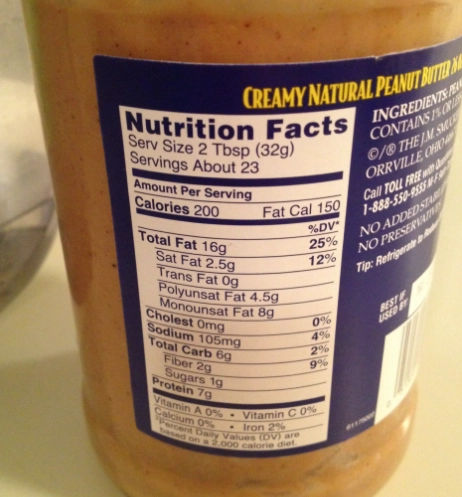 CREAMY NATURAL PEANUT BUTTER
Nutrition Facts
Serv Size 2 Tbsp (32g)
Servings About 23
Amount Per Serving
Calories 200 Fat Cal 150
%DV*
Total Fat 16g 25%
Sat Fat 2.5g 12%
Trans Fat 0g
Polyunsat Fat 4.5g
Monounsat Fat 8g
Cholest 0mg 0%
Sodium 105mg 4%
Total Carb 6g 2%
Fiber 2g 9%
Sugars 1g
Protein 7g
Vitamin A 0% • Vitamin C 0%
Calcium 0% • Iron 2%
*Percent Daily Values (DV) are
based on a 2,000 calorie diet.
INGREDIENTS:
CONTAINS 1% OR
©/® THE J.M.
ORRVILLE, OHIO
Call TOLL FREE with
1-888-550-9555
NO ADDED
NO
Tip: Refrigerate to
BEST IF
USED BY